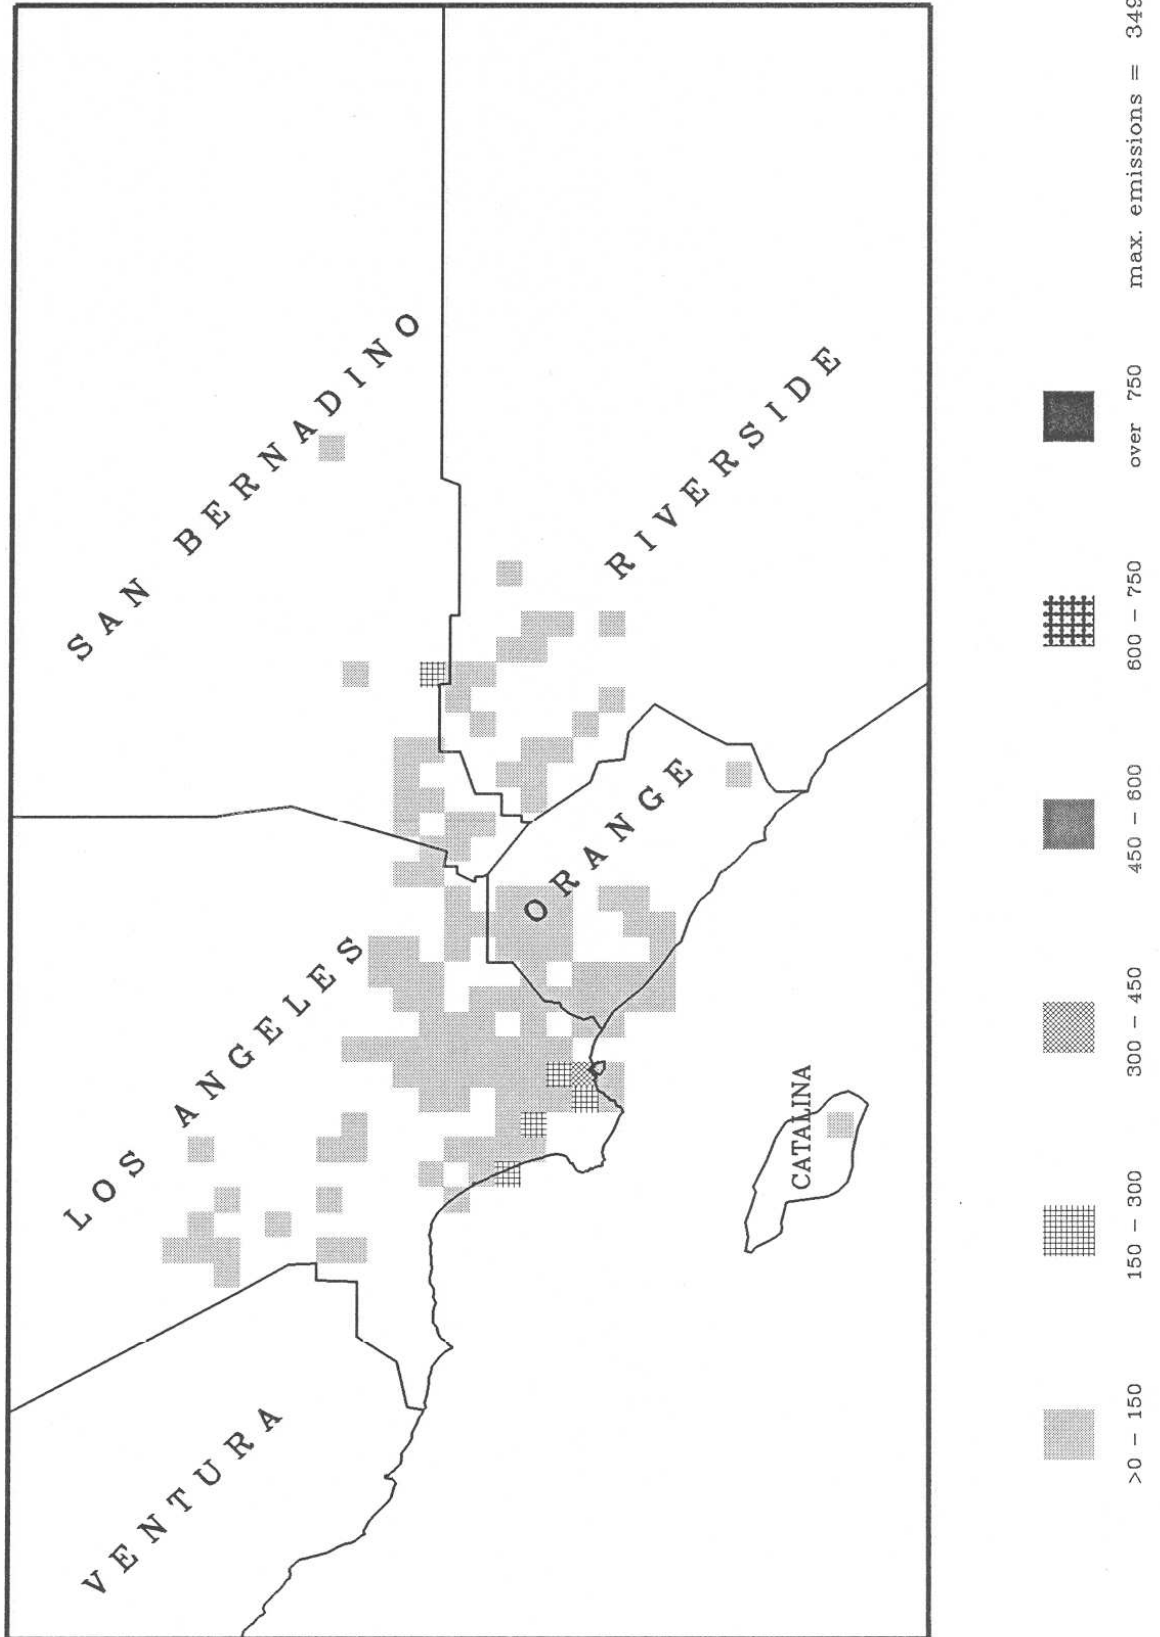 VENTURA
LOS ANGELES
SAN BERNADINO
RIVERSIDE
ORANGE
CATALINA
>0 - 150
150 - 300
300 - 450
450 - 600
600 - 750
over 750
max. emissions = 349